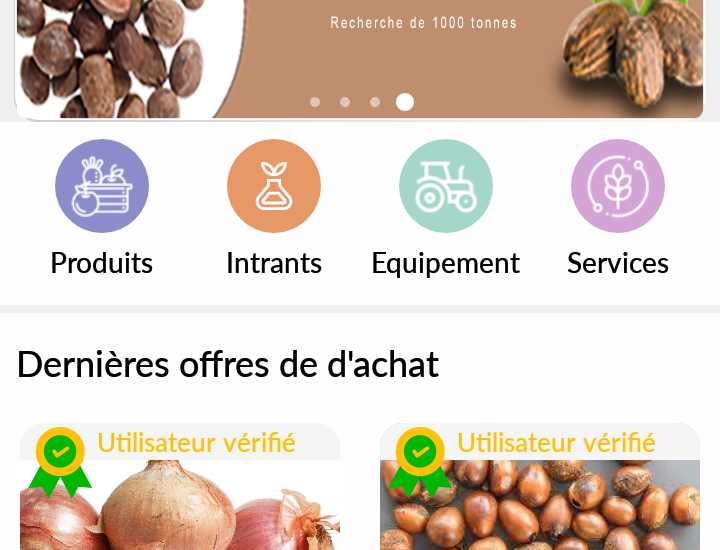 Recherche de 1000 tonnes
Produits
Intrants
Equipement
Services
Dernières offres de d'achat
Utilisateur vérifié
Utilisateur vérifié